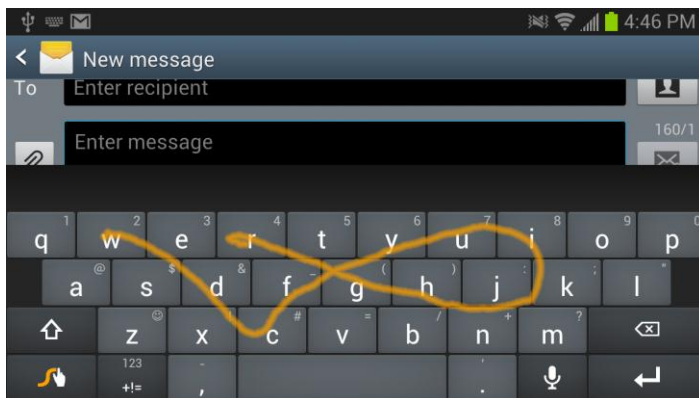 4:46 PM
New message
To Enter recipient
160/1
Enter message
1 2 3 4 5 6 7 8 9 0
q w e r t y u i o p
@ $ & _ ( ) : ; "
a s d f g h j k l
! # = / + ?
z x c v b n m
123 - '
+!= , .